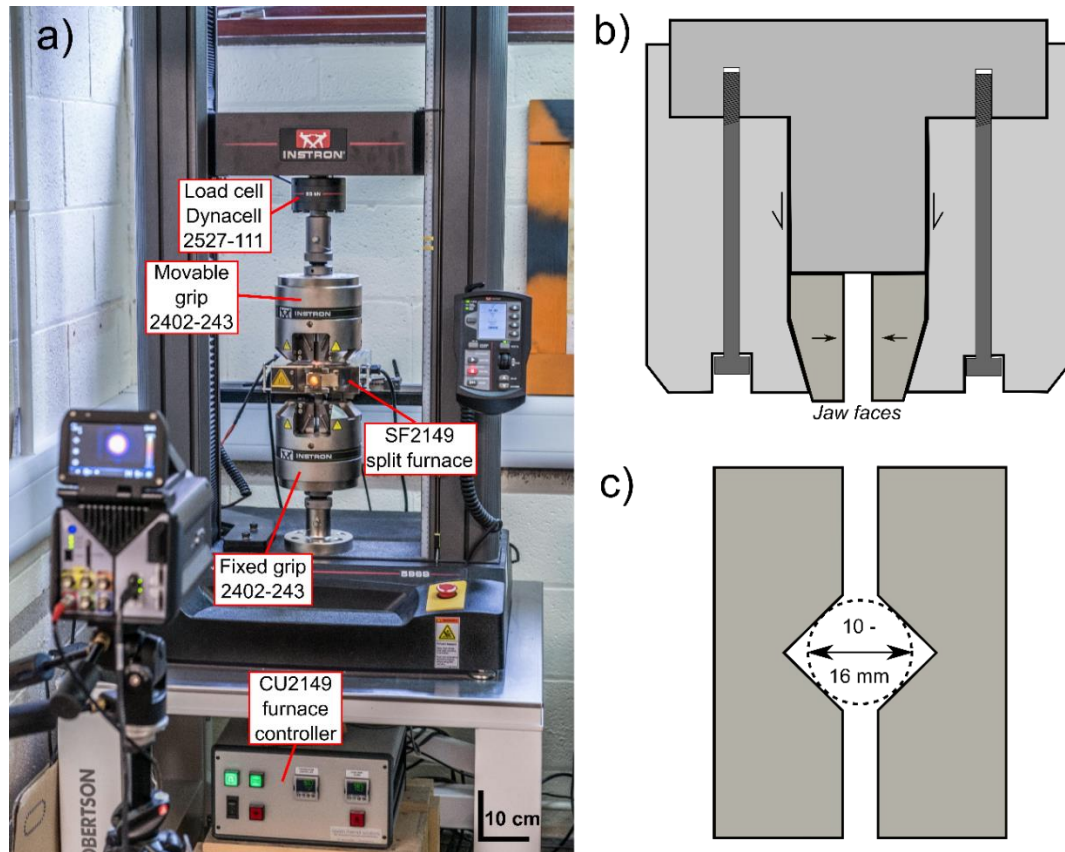 a)
INSTRON®
Load cell
Dynacell
2527-111
Movable
grip
2402-243
INSTRON
SF2149
split furnace
INSTRON
Fixed grip
2402-243
CU2149
furnace
controller
10 cm
ROBERTSON
b)
Jaw faces
c)
10 -
16 mm